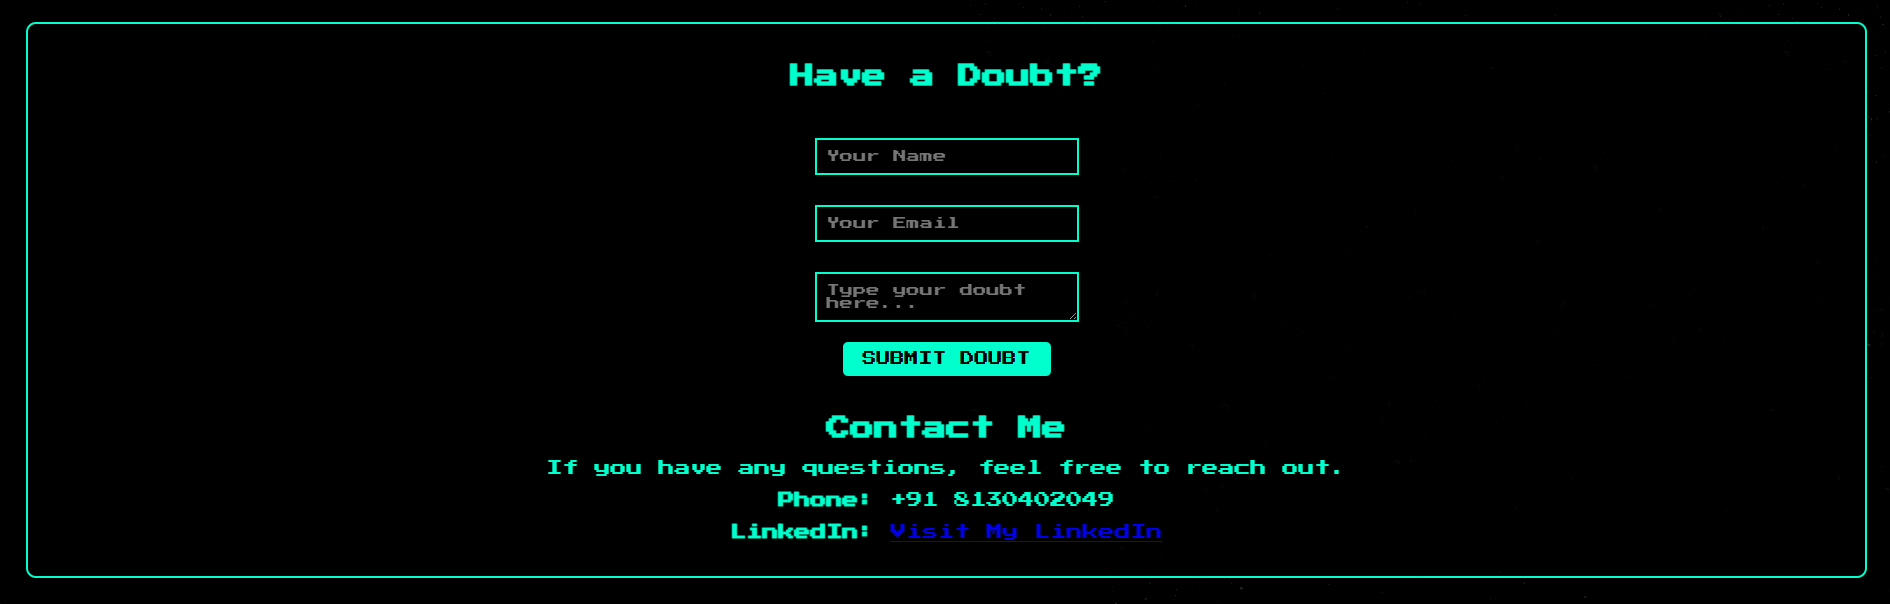 Have a Doubt?
Your Name
Your Email
Type your doubt
here...
SUBMIT DOUBT
Contact Me
If you have any questions, feel free to reach out.
Phone: +91 8130402049
LinkedIn: Visit My LinkedIn